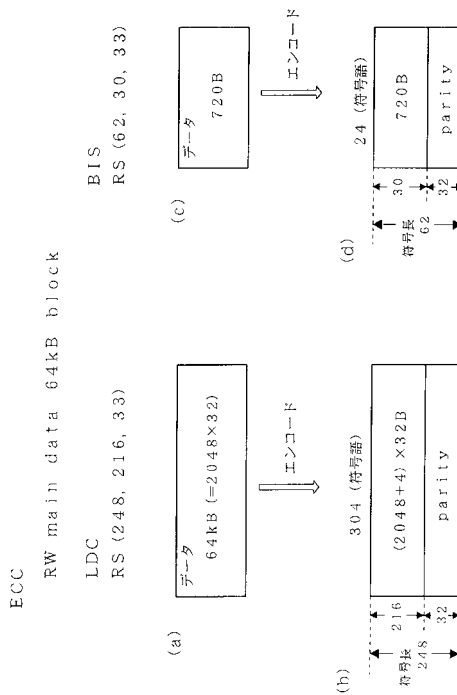 ECC
RW main data 64kB block
LDC
RS (248, 216, 33)
(a)
データ
64kB (=2048×32)
エンコード
(b)
304 (符号語)
(2048+4)×32B
parity
216
32
符号長
248
BIS
RS (62, 30, 33)
(c)
データ
720B
エンコード
(d)
24 (符号語)
720B
parity
30
32
符号長
62